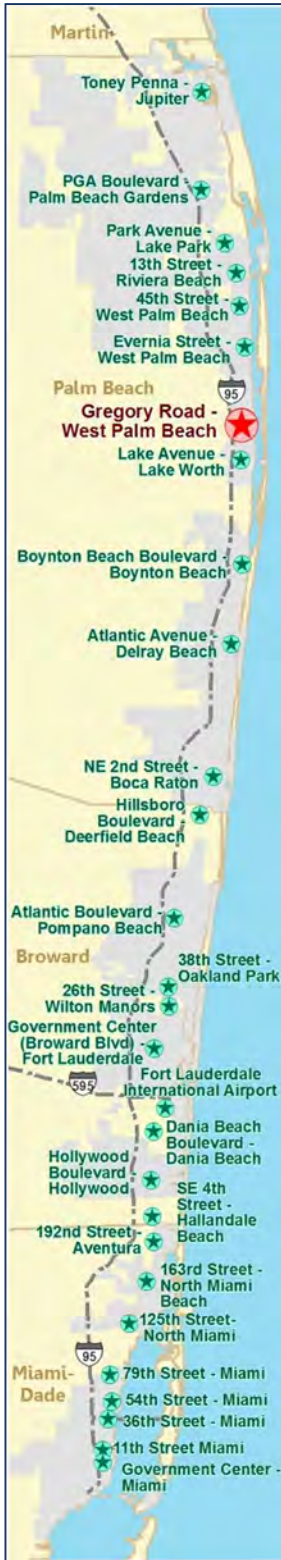 Martin
Toney Penna -
Jupiter
PGA Boulevard -
Palm Beach Gardens
Park Avenue -
Lake Park
13th Street -
Riviera Beach
45th Street -
West Palm Beach
Evernia Street -
West Palm Beach
Palm Beach
95
Gregory Road -
West Palm Beach
Lake Avenue -
Lake Worth
Boynton Beach Boulevard -
Boynton Beach
Atlantic Avenue -
Delray Beach
NE 2nd Street -
Boca Raton
Hillsboro
Boulevard -
Deerfield Beach
Atlantic Boulevard -
Pompano Beach
Broward
38th Street -
Oakland Park
26th Street -
Wilton Manors
Government Center
(Broward Blvd) -
Fort Lauderdale
595
Fort Lauderdale
International Airport
Dania Beach
Boulevard -
Dania Beach
Hollywood
Boulevard -
Hollywood
SE 4th
Street -
Hallandale
Beach
192nd Street -
Aventura
163rd Street -
North Miami
Beach
125th Street-
North Miami
95
Miami-
Dade
79th Street - Miami
54th Street - Miami
36th Street - Miami
11th Street Miami
Government Center -
Miami